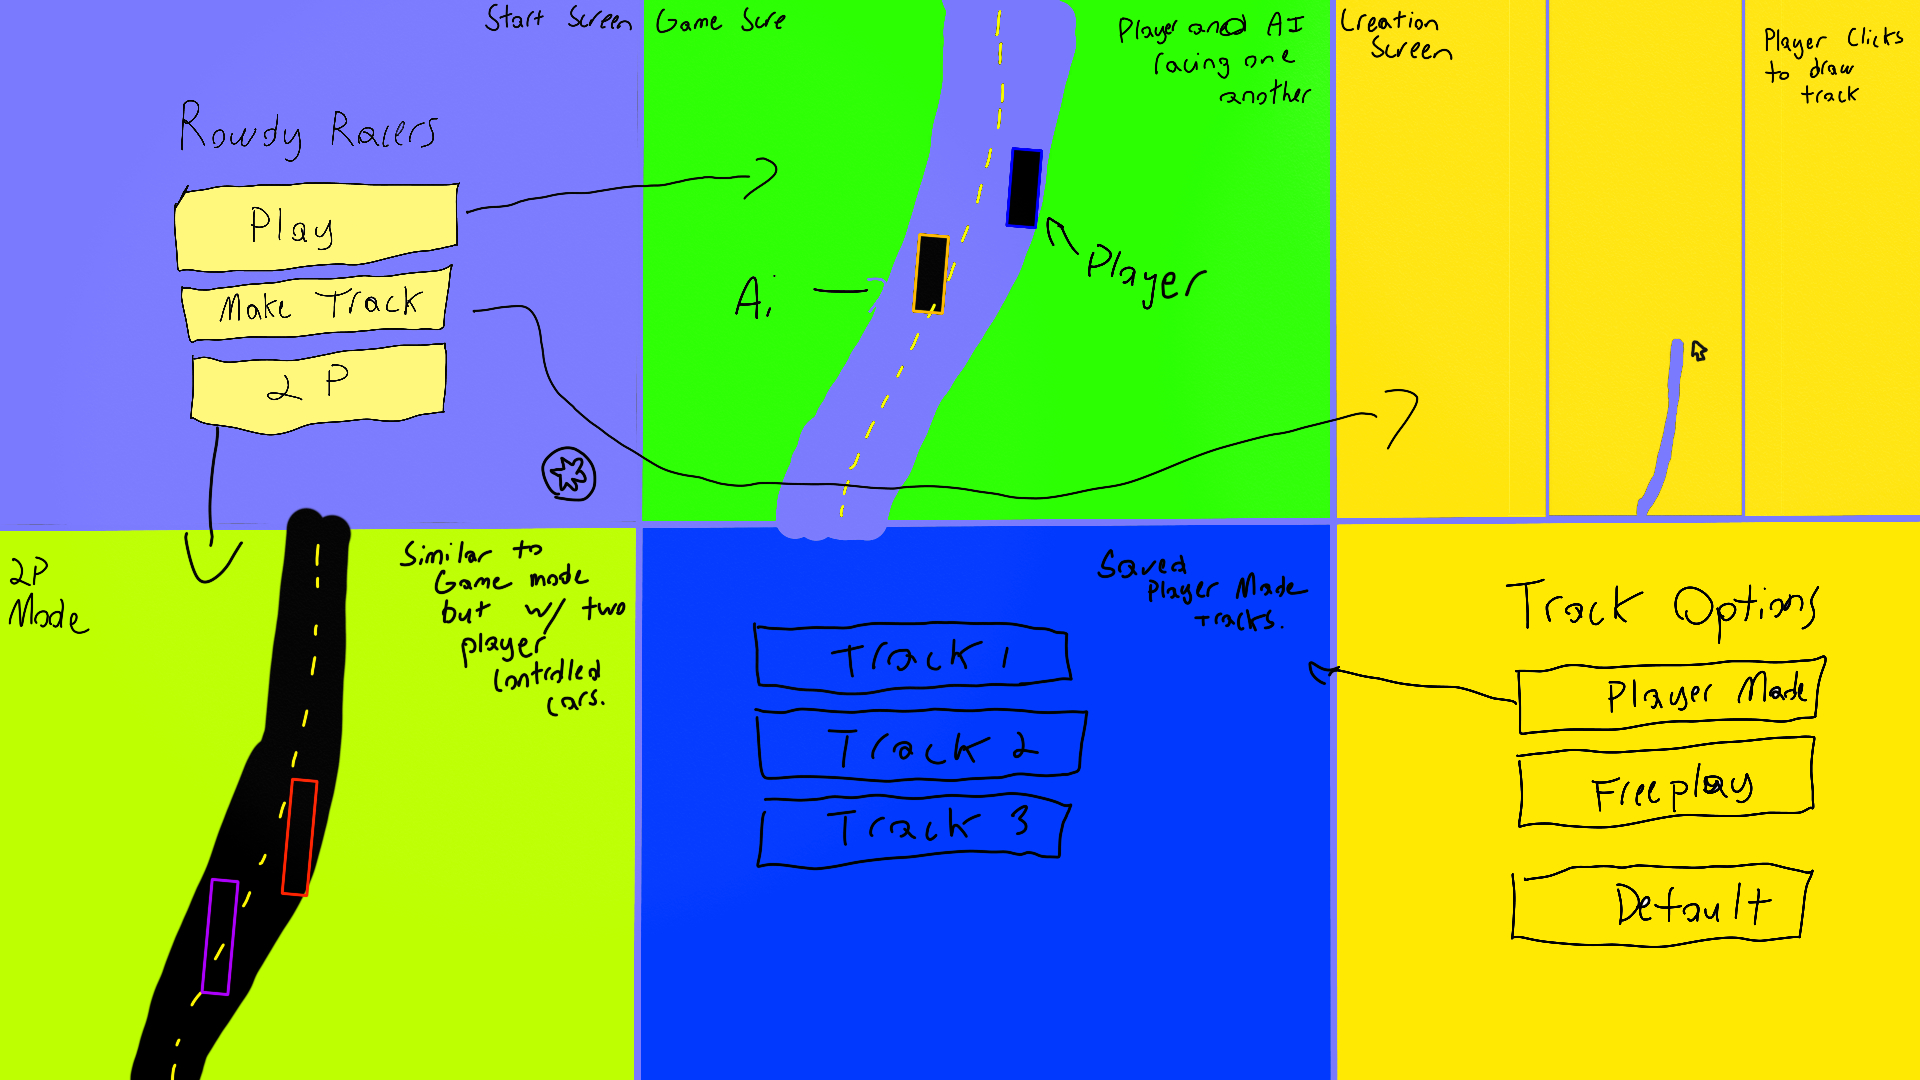 Start Screen
Rowdy Racers
Play
Make Track
2 P
Game Scre
Player and AI
racing one
another
Player
Ai
Creation
Screen
Player Clicks
to draw
track
2P
Mode
Similar to
Game mode
but w/ two
player
controlled
cars.
Saved
Player Made
tracks.
Track 1
Track 2
Track 3
Track Options
Player Made
Freeplay
Default